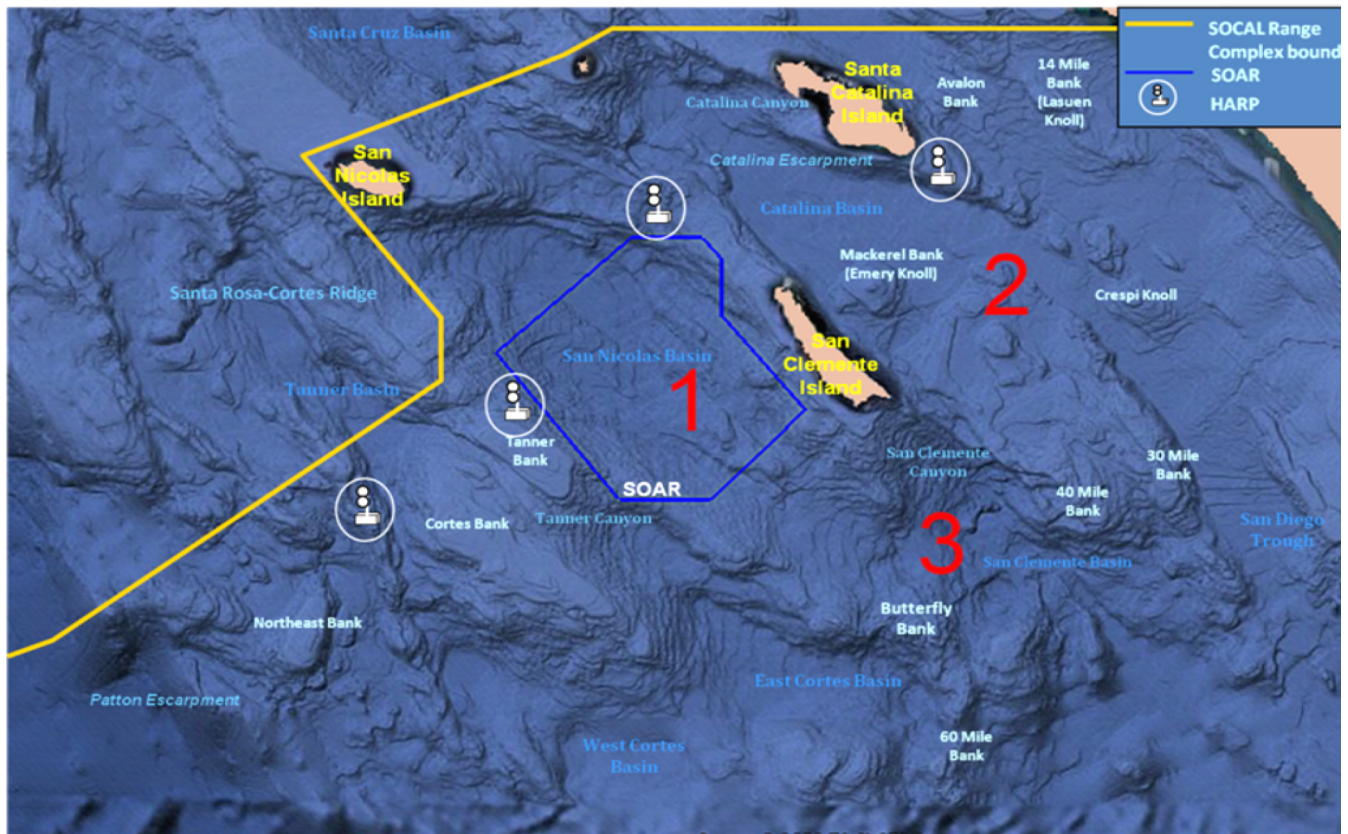 Santa Cruz Basin
SOCAL Range
Complex bound
SOAR
HARP
Santa
Catalina
Island
Avalon
Bank
14 Mile
Bank
(Lasuen
Knoll)
Catalina Canyon
San
Nicolas
Island
Catalina Escarpment
Catalina Basin
Mackerel Bank
(Emery Knoll)
2
Crespi Knoll
Santa Rosa-Cortes Ridge
San Nicolas Basin
San
Clemente
Island
1
Tanner Basin
Tanner
Bank
San Clemente
Canyon
30 Mile
Bank
SOAR
40 Mile
Bank
Cortes Bank
Tanner Canyon
San Diego
Trough
3
San Clemente Basin
Northeast Bank
Butterfly
Bank
Patton Escarpment
East Cortes Basin
West Cortes
Basin
60 Mile
Bank